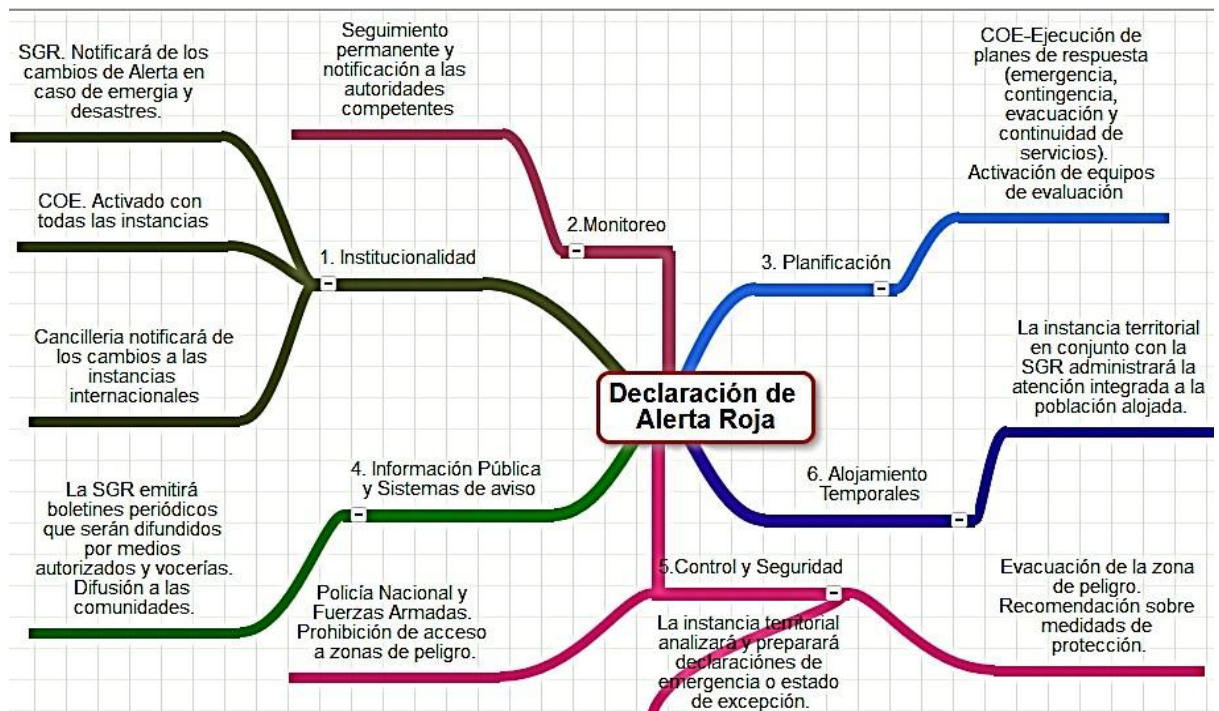 SGR. Notificará de los
cambios de Alerta en
caso de emergia y
desastres.
COE. Activado con
todas las instancias
Cancilleria notificará de
los cambios a las
instancias
internacionales
1. Institucionalidad
Seguimiento
permanente y
notificación a las
autoridades
competentes
2.Monitoreo
COE-Ejecución de
planes de respuesta
(emergencia,
contingencia,
evacuación y
continuidad de
servicios).
Activación de equipos
de evaluación
3. Planificación
Declaración de
Alerta Roja
4. Información Pública
y Sistemas de aviso
La SGR emitirá
boletines periódicos
que serán difundidos
por medios
autorizados y vocerías.
Difusión a las
comunidades.
5.Control y Seguridad
Policía Nacional y
Fuerzas Armadas.
Prohibición de acceso
a zonas de peligro.
La instancia territorial
analizará y preparará
declaraciónes de
emergencia o estado
de excepción.
Evacuación de la zona
de peligro.
Recomendación sobre
medidads de
protección.
6. Alojamiento
Temporales
La instancia territorial
en conjunto con la
SGR administrará la
atención integrada a la
población alojada.